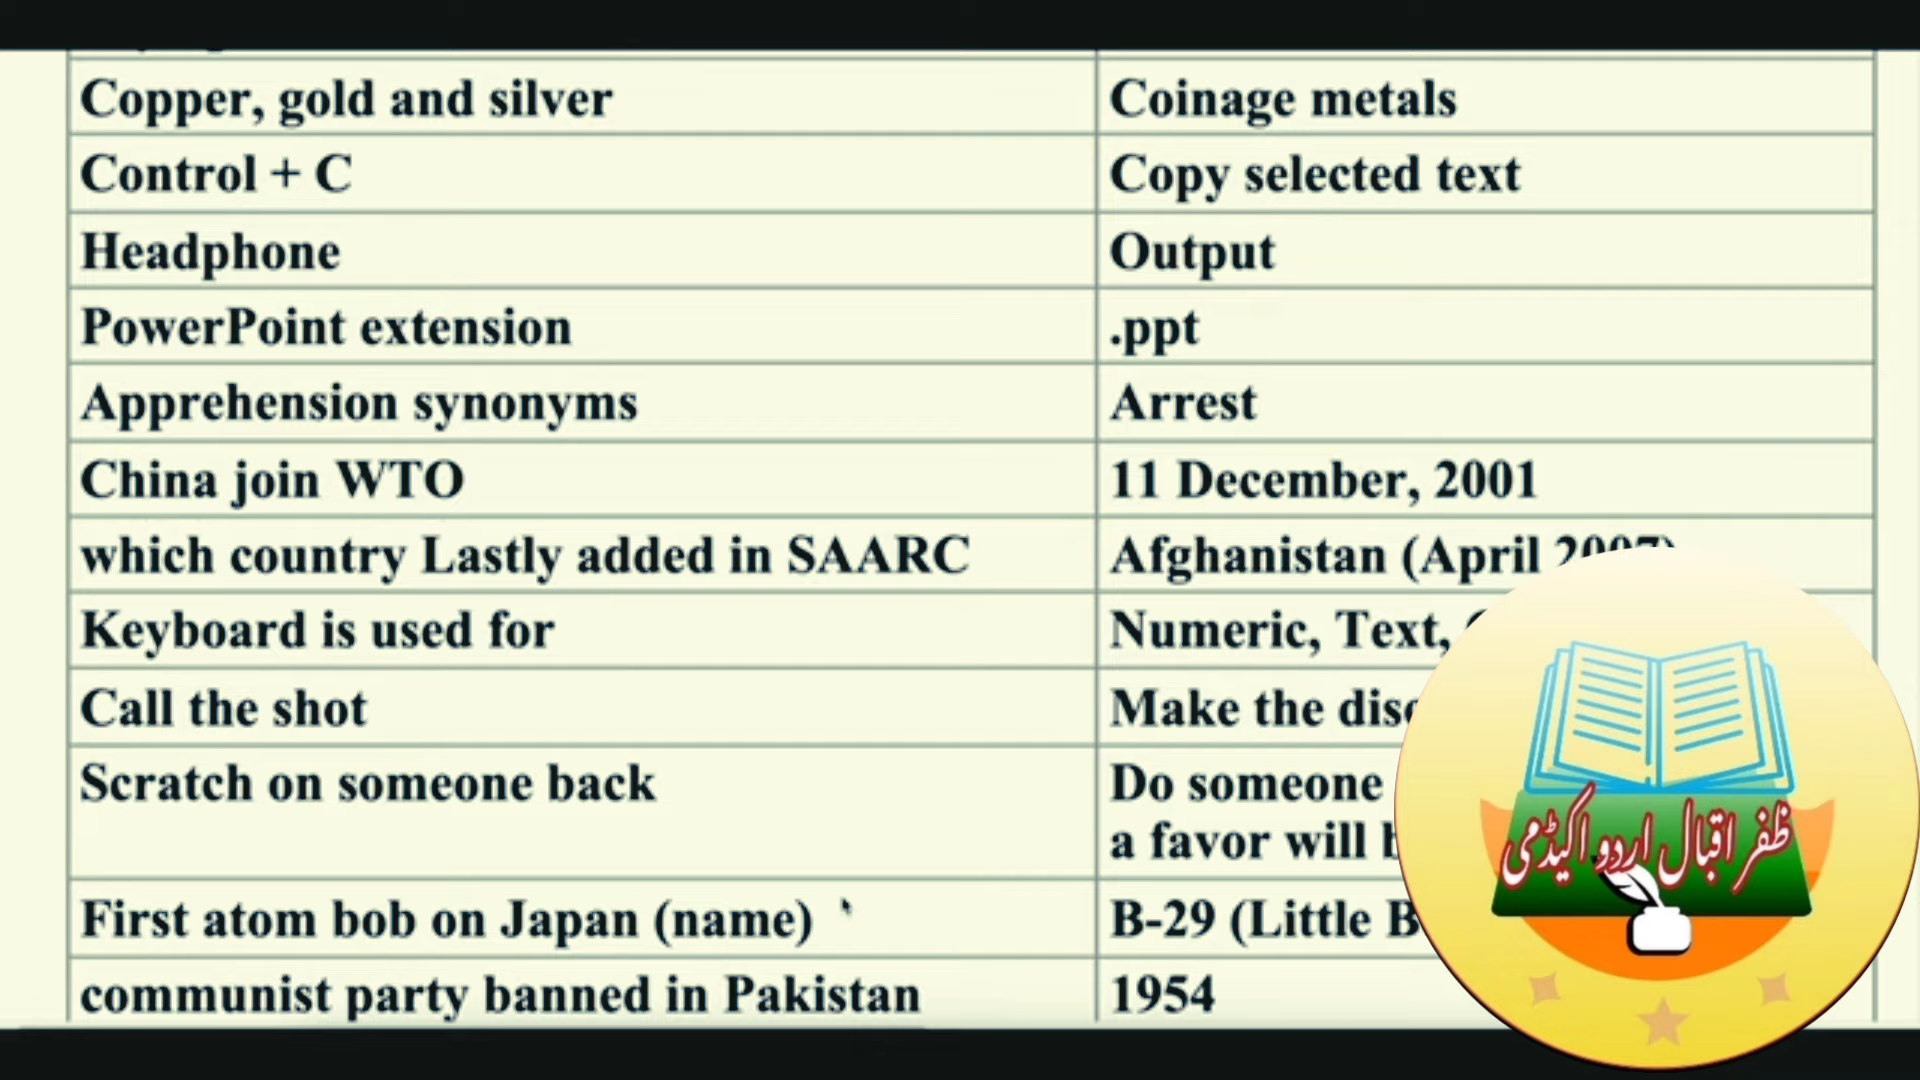 Copper, gold and silver Coinage metals
Control + C Copy selected text
Headphone Output
PowerPoint extension .ppt
Apprehension synonyms Arrest
China join WTO 11 December, 2001
which country Lastly added in SAARC Afghanistan (April 2007)
Keyboard is used for Numeric, Text,
Call the shot Make the
Scratch on someone back Do someone
a favor will
First atom bob on Japan (name) B-29 (Little
communist party banned in Pakistan 1954
ظفر اقبال اردو اکیڈمی